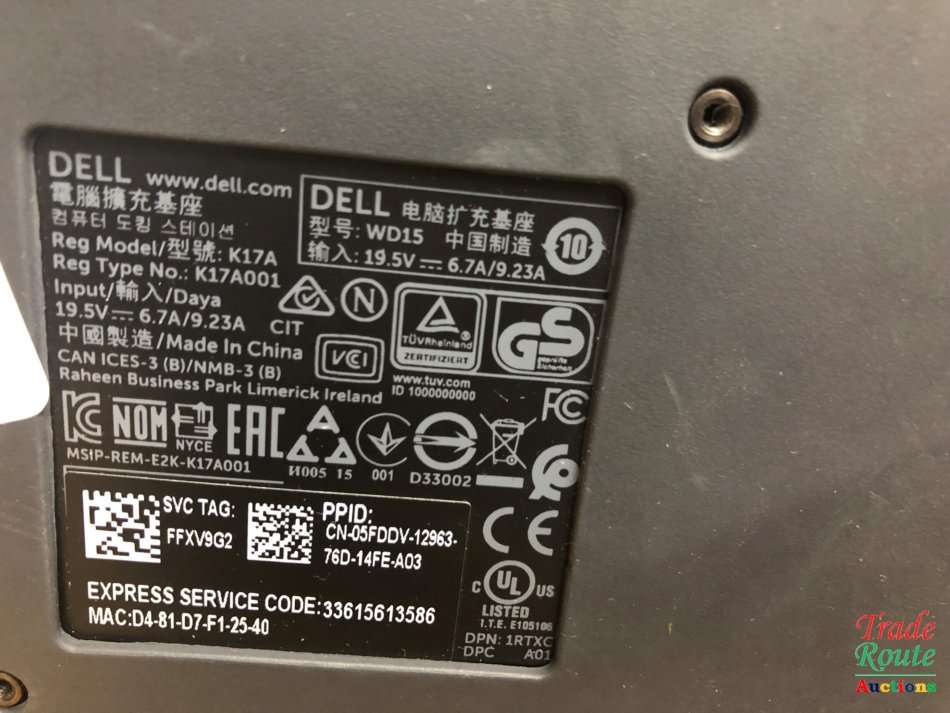 DELL www.dell.com
電腦擴充基座
컴퓨터 도킹 스테이션
Reg Model/型號: K17A
Reg Type No.: K17A001
Input/輸入/Daya
19.5V⎓6.7A/9.23A
中國製造/Made In China
CAN ICES-3 (B)/NMB-3 (B)
Raheen Business Park Limerick Ireland
DELL 电脑扩充基座
型号: WD15 中国制造
输入: 19.5V⎓6.7A/9.23A
10
CIT
N
VCI
TÜVRheinland
ZERTIFIZIERT
www.tuv.com
ID 1000000000
GS
geprüfte
Sicherheit
FC
KC NOM NYCE EAC
MSIP-REM-E2K-K17A001
И005 15 001 D33002
CE
SVC TAG:
FFXV9G2
PPID:
CN-05FDDV-12963-
76D-14FE-A03
EXPRESS SERVICE CODE:33615613586
MAC:D4-81-D7-F1-25-40
C UL US
LISTED
I.T.E. E105106
DPN: 1RTXC
DPC A01
Trade
Route
Auctions